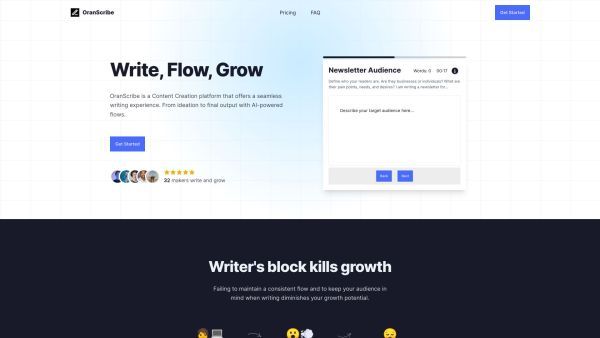 OranScribe
Pricing
FAQ
Get Started
Write, Flow, Grow
OranScribe is a Content Creation platform that offers a seamless
writing experience. From ideation to final output with AI-powered
flows.
Get Started
32 makers write and grow
Newsletter Audience
Words: 0
00:17
Define who your readers are. Are they businesses or individuals? What are
their pain points, needs, and desires? I am writing a newsletter for...
Describe your target audience here...
Back
Next
Writer's block kills growth
Failing to maintain a consistent flow and to keep your audience in
mind when writing diminishes your growth potential.